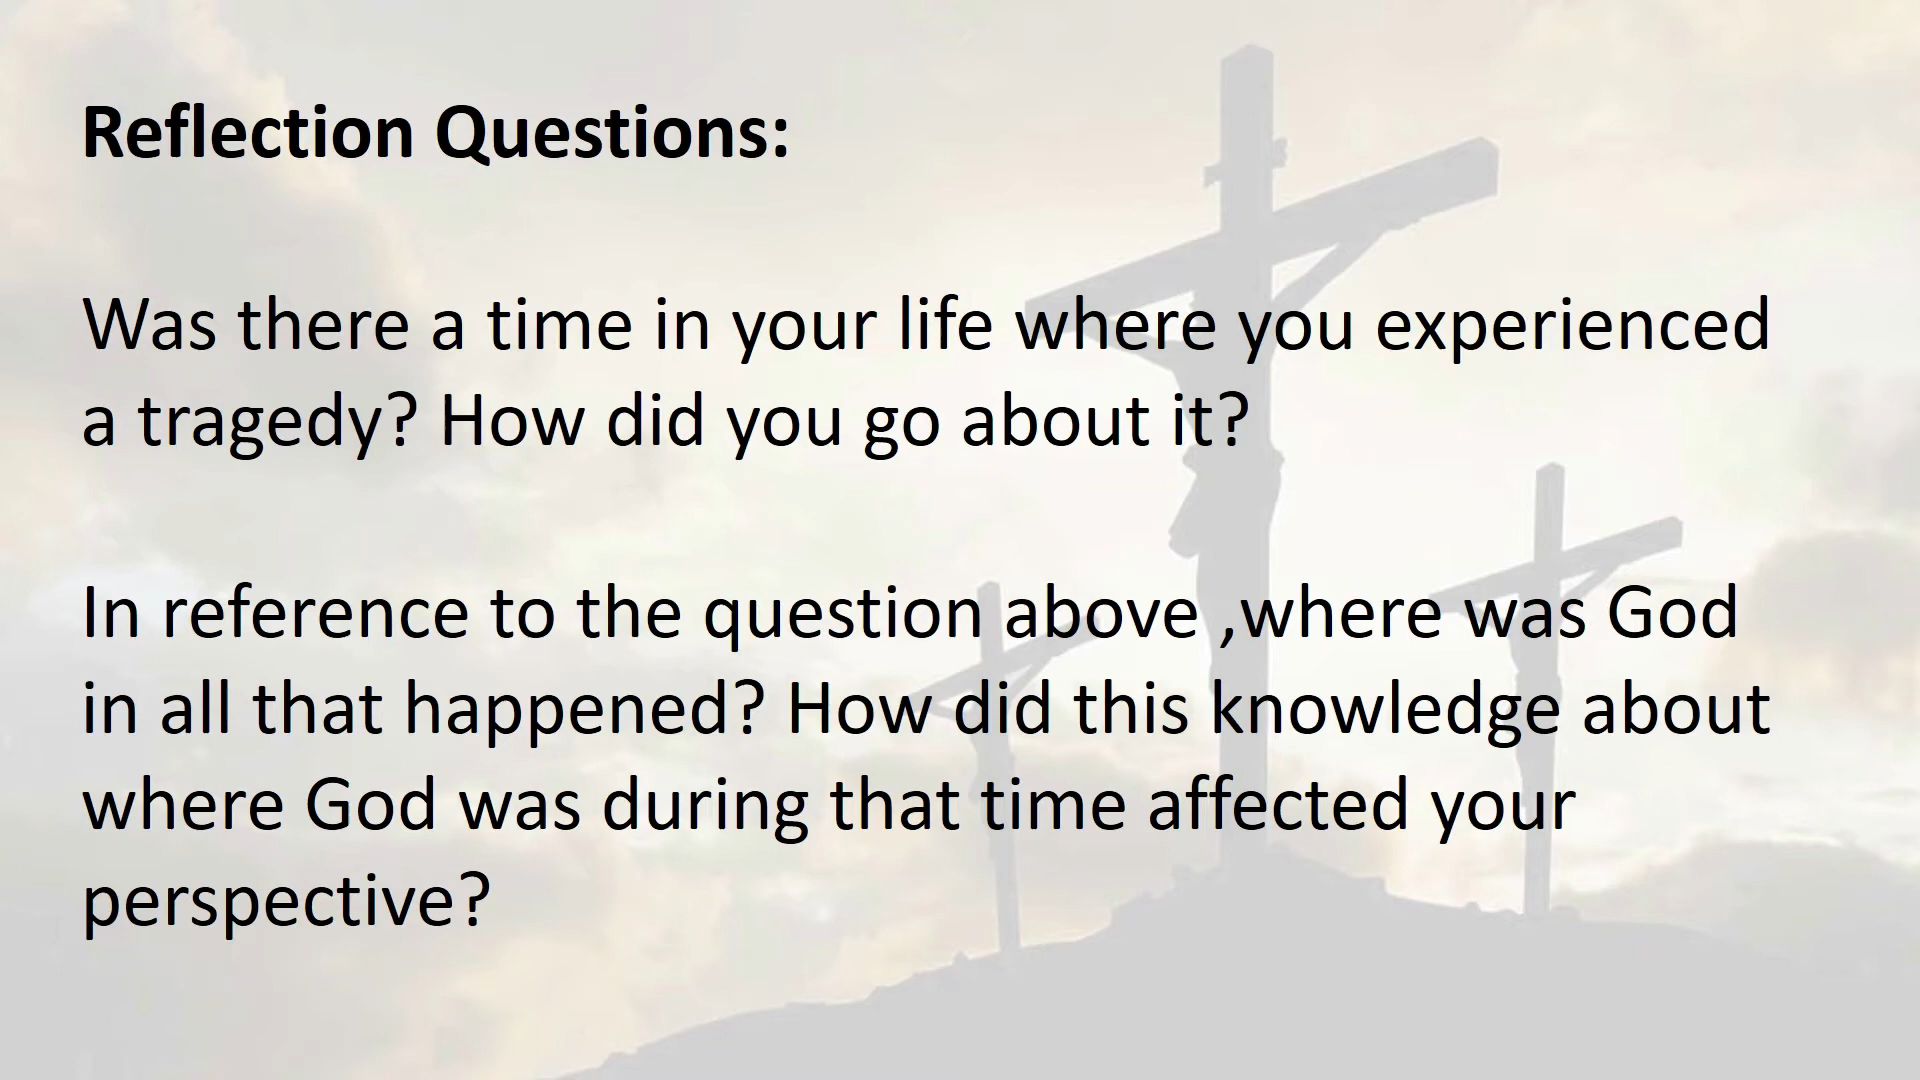 Reflection Questions:
Was there a time in your life where you experienced
a tragedy? How did you go about it?
In reference to the question above ,where was God
in all that happened? How did this knowledge about
where God was during that time affected your
perspective?